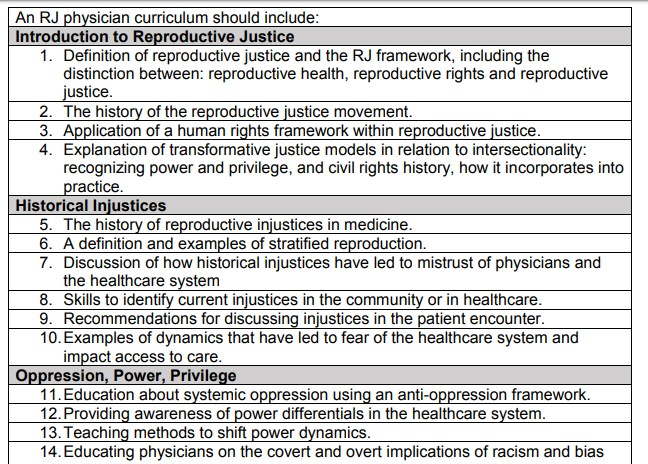 An RJ physician curriculum should include:
Introduction to Reproductive Justice
1. Definition of reproductive justice and the RJ framework, including the
distinction between: reproductive health, reproductive rights and reproductive
justice.
2. The history of the reproductive justice movement.
3. Application of a human rights framework within reproductive justice.
4. Explanation of transformative justice models in relation to intersectionality:
recognizing power and privilege, and civil rights history, how it incorporates into
practice.
Historical Injustices
5. The history of reproductive injustices in medicine.
6. A definition and examples of stratified reproduction.
7. Discussion of how historical injustices have led to mistrust of physicians and
the healthcare system
8. Skills to identify current injustices in the community or in healthcare.
9. Recommendations for discussing injustices in the patient encounter.
10. Examples of dynamics that have led to fear of the healthcare system and
impact access to care.
Oppression, Power, Privilege
11. Education about systemic oppression using an anti-oppression framework.
12. Providing awareness of power differentials in the healthcare system.
13. Teaching methods to shift power dynamics.
14. Educating physicians on the covert and overt implications of racism and bias